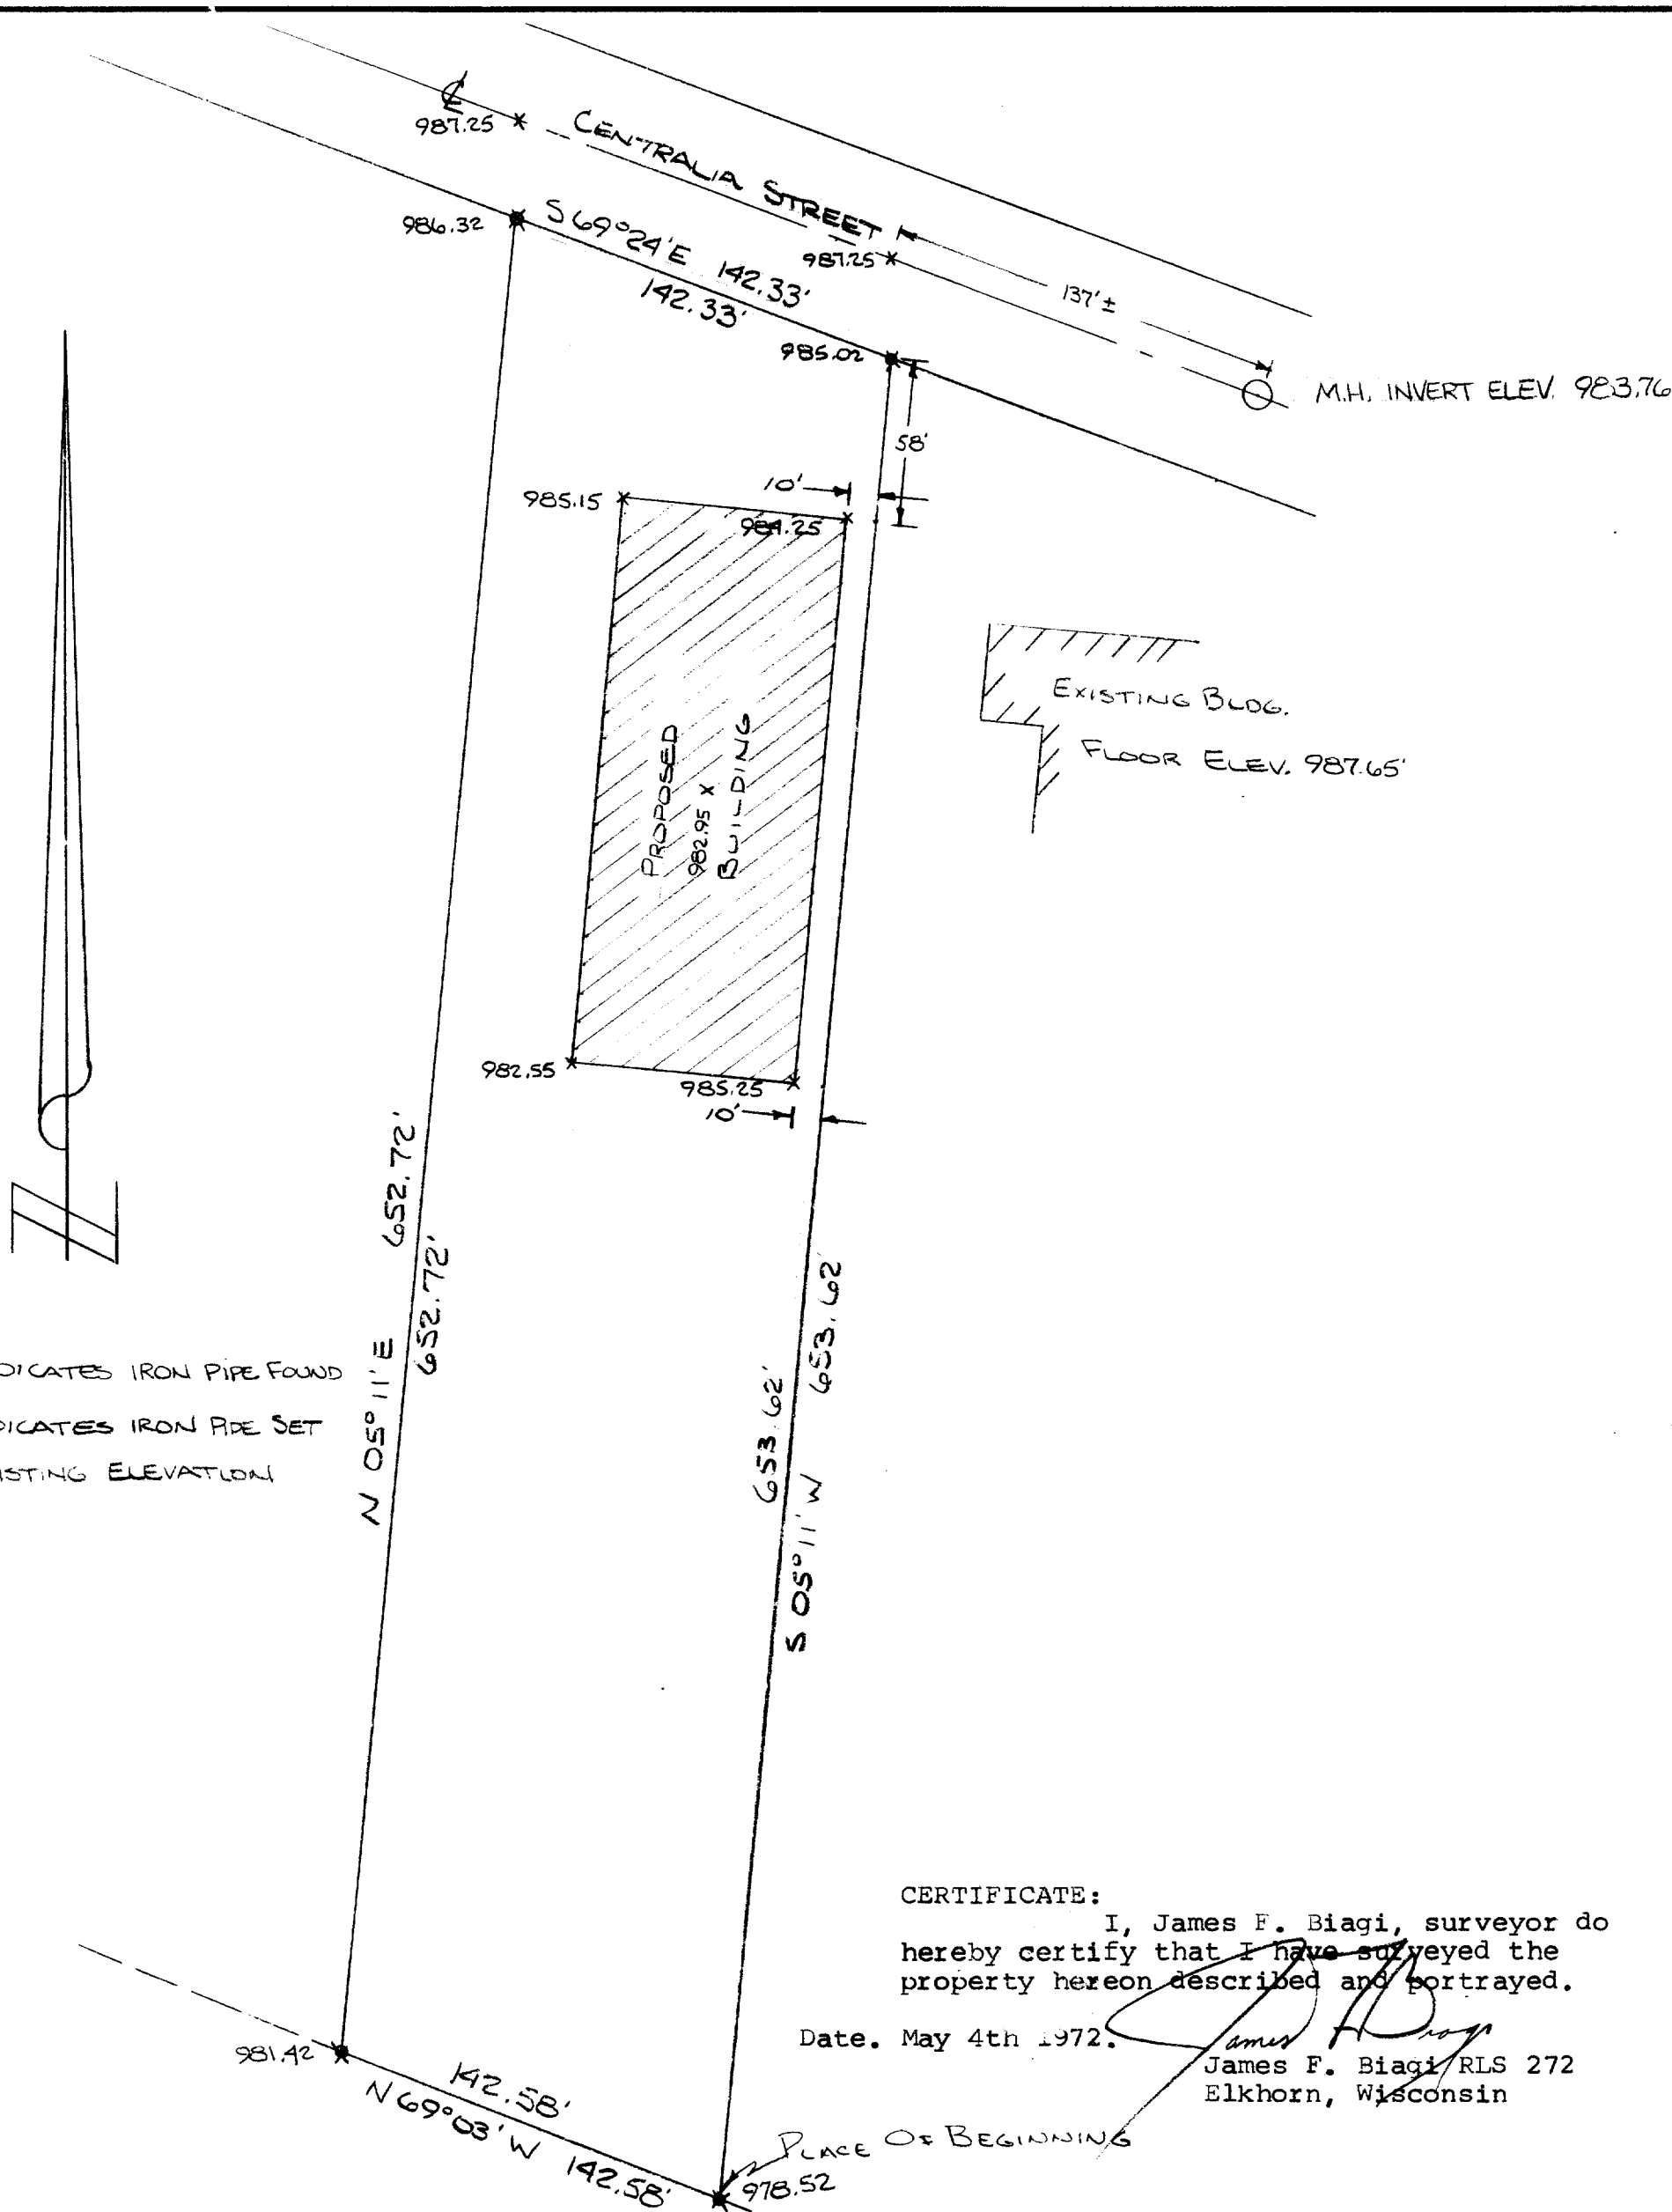 ℄
987.25
CENTRALIA STREET
986.32
S 69°24'E 142.33'
142.33'
987.25
137'±
985.02
M.H. INVERT ELEV. 983.76
58'
985.15
10'
984.25
EXISTING BLDG.
FLOOR ELEV. 987.65'
PROPOSED
982.95 X
BUILDING
982.55
985.25
10'
N 05°11'E 652.72'
652.72'
653.62'
S 05°11'W 653.62'
N
DICATES IRON PIPE FOUND
DICATES IRON PIPE SET
ISTING ELEVATION
CERTIFICATE:
I, James F. Biagi, surveyor do
hereby certify that I have surveyed the
property hereon described and portrayed.
Date. May 4th 1972.
James F. Biagi
James F. Biagi RLS 272
Elkhorn, Wisconsin
981.42
142.58'
N 69°03'W 142.58'
PLACE OF BEGINNING
978.52